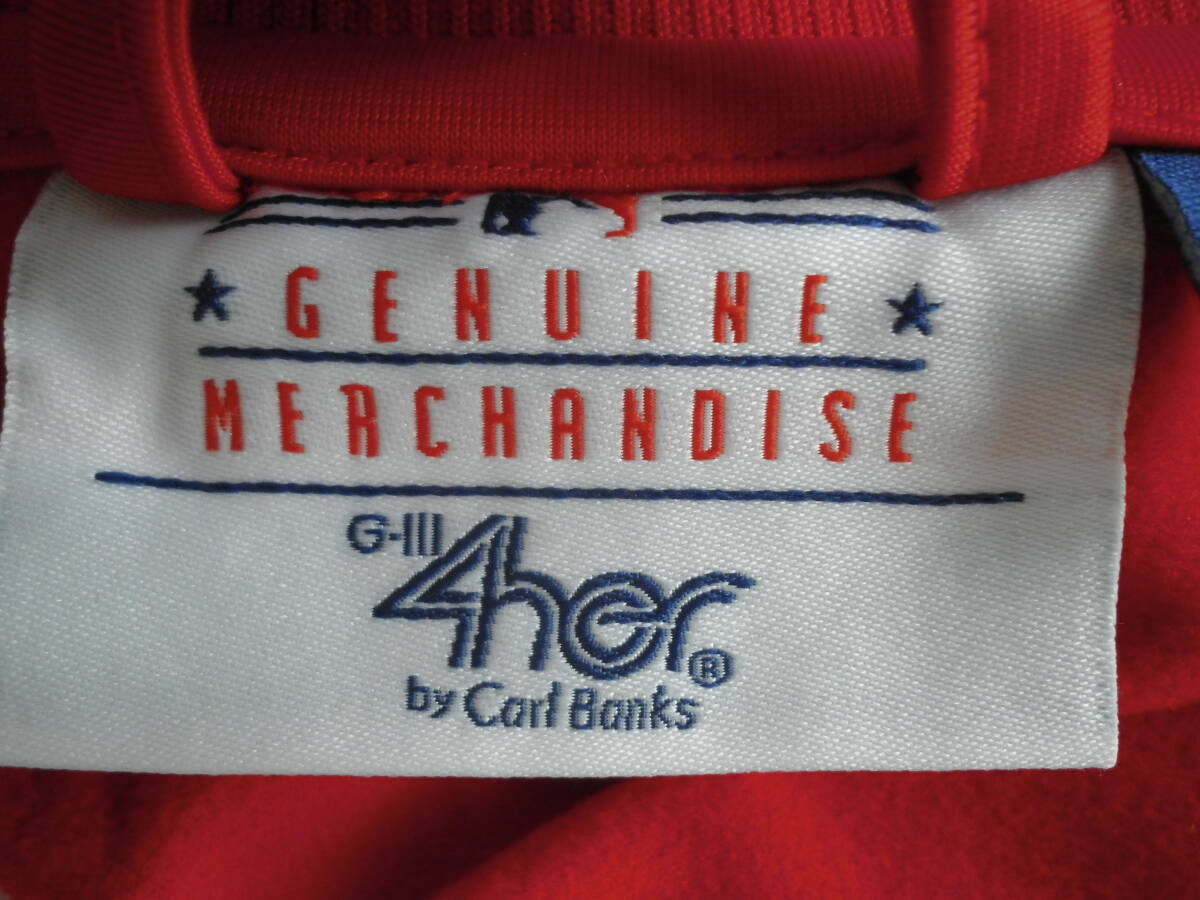 GENUINE
MERCHANDISE
G-III
4her®
by Carl Banks